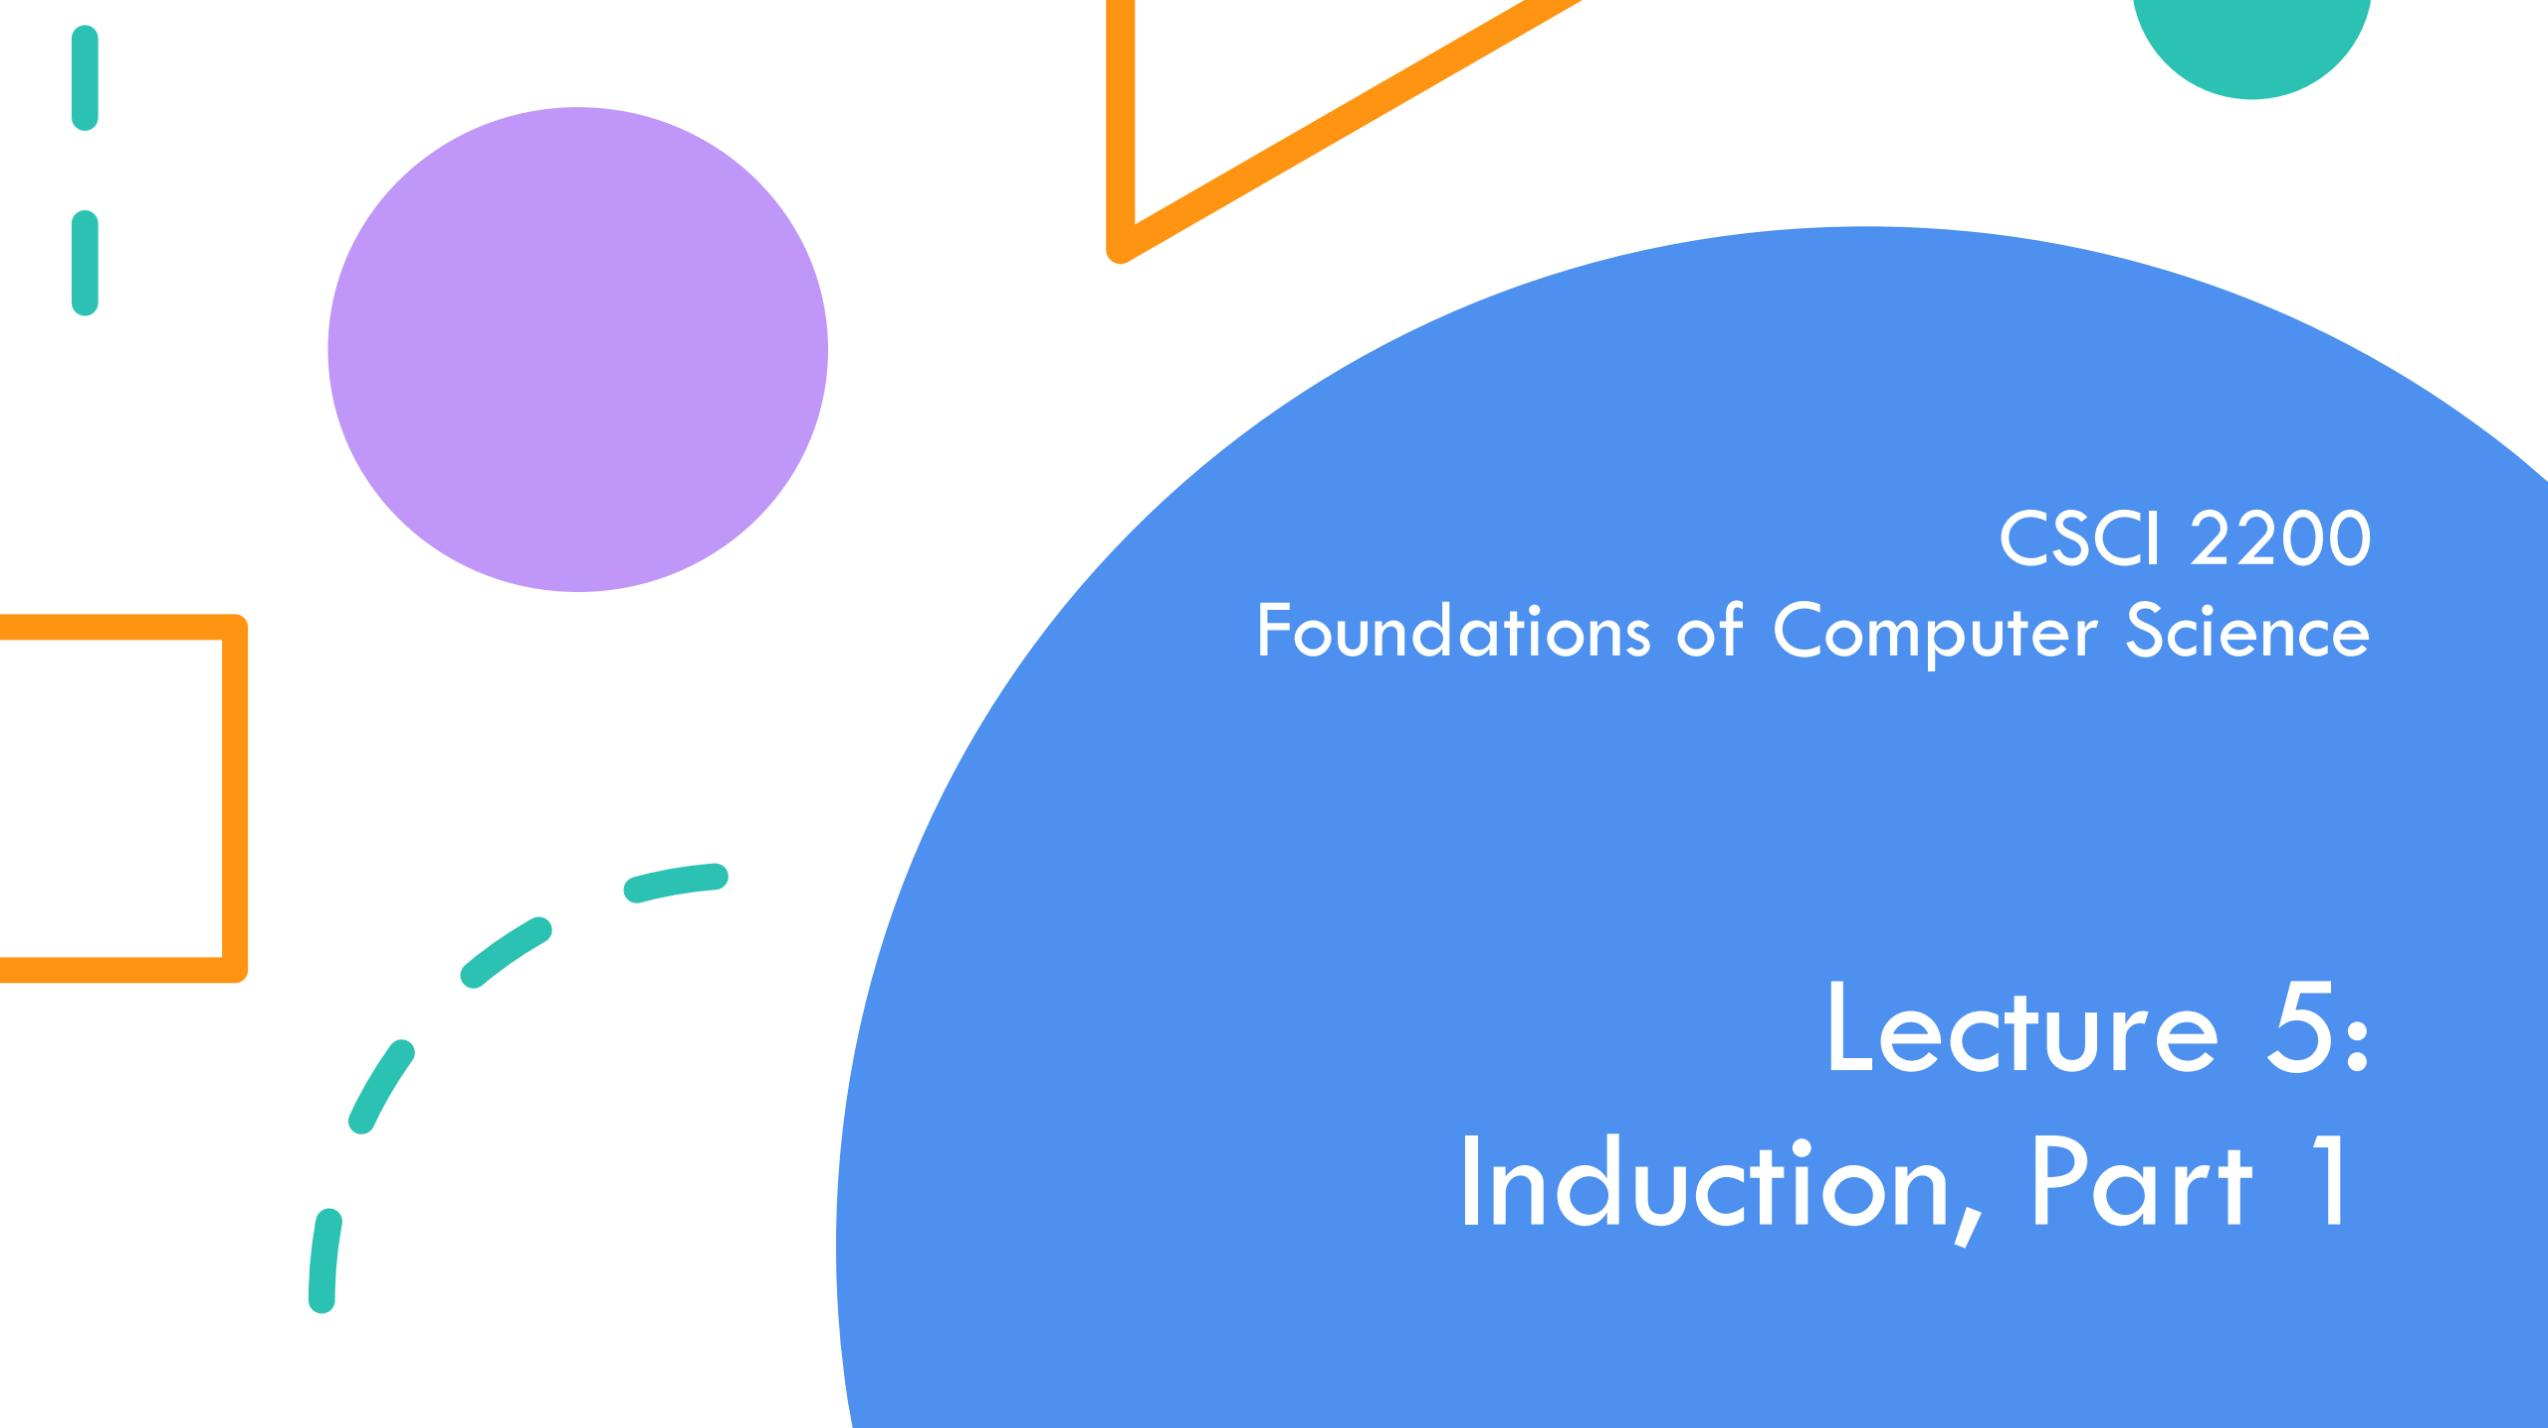 CSCI 2200
Foundations of Computer Science
Lecture 5:
Induction, Part 1